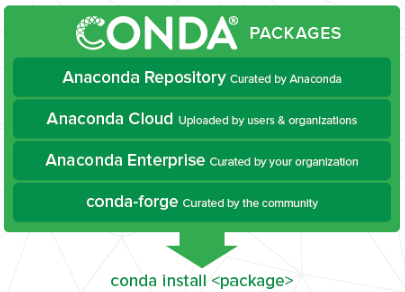 CONDA® PACKAGES
Anaconda Repository Curated by Anaconda
Anaconda Cloud Uploaded by users & organizations
Anaconda Enterprise Curated by your organization
conda-forge Curated by the community
conda install <package>